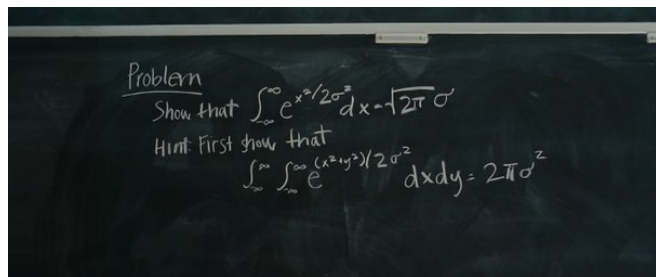 Problem
Show that ∫_{-∞}^{∞} e^{x²/2σ²} dx = √2π σ
Hint: First show that
∫_{-∞}^{∞} ∫_{-∞}^{∞} e^{(x²+y²)/2σ²} dxdy = 2πσ²